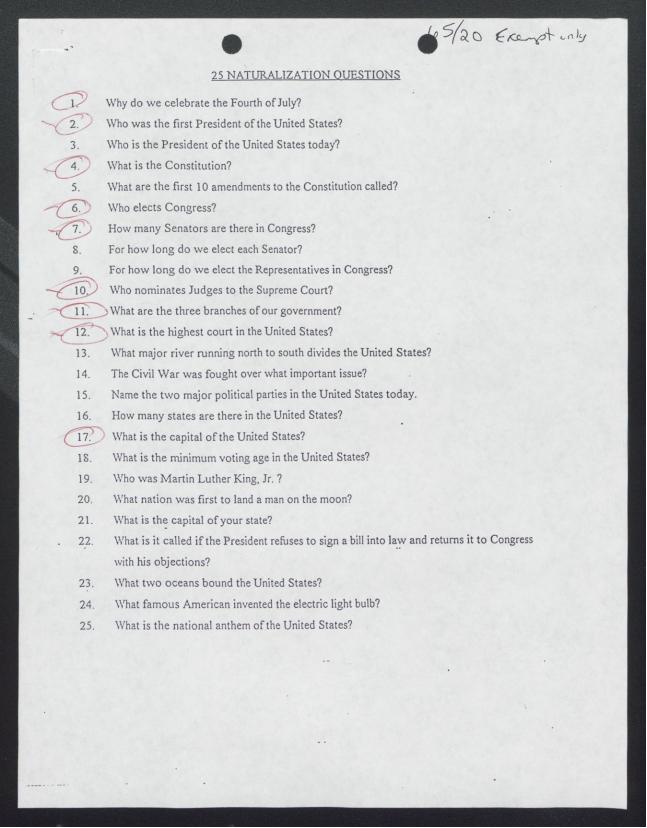 65/20 Exempt only
25 NATURALIZATION QUESTIONS
1. Why do we celebrate the Fourth of July?
2. Who was the first President of the United States?
3. Who is the President of the United States today?
4. What is the Constitution?
5. What are the first 10 amendments to the Constitution called?
6. Who elects Congress?
7. How many Senators are there in Congress?
8. For how long do we elect each Senator?
9. For how long do we elect the Representatives in Congress?
10. Who nominates Judges to the Supreme Court?
11. What are the three branches of our government?
12. What is the highest court in the United States?
13. What major river running north to south divides the United States?
14. The Civil War was fought over what important issue?
15. Name the two major political parties in the United States today.
16. How many states are there in the United States?
17. What is the capital of the United States?
18. What is the minimum voting age in the United States?
19. Who was Martin Luther King, Jr. ?
20. What nation was first to land a man on the moon?
21. What is the capital of your state?
22. What is it called if the President refuses to sign a bill into law and returns it to Congress
with his objections?
23. What two oceans bound the United States?
24. What famous American invented the electric light bulb?
25. What is the national anthem of the United States?